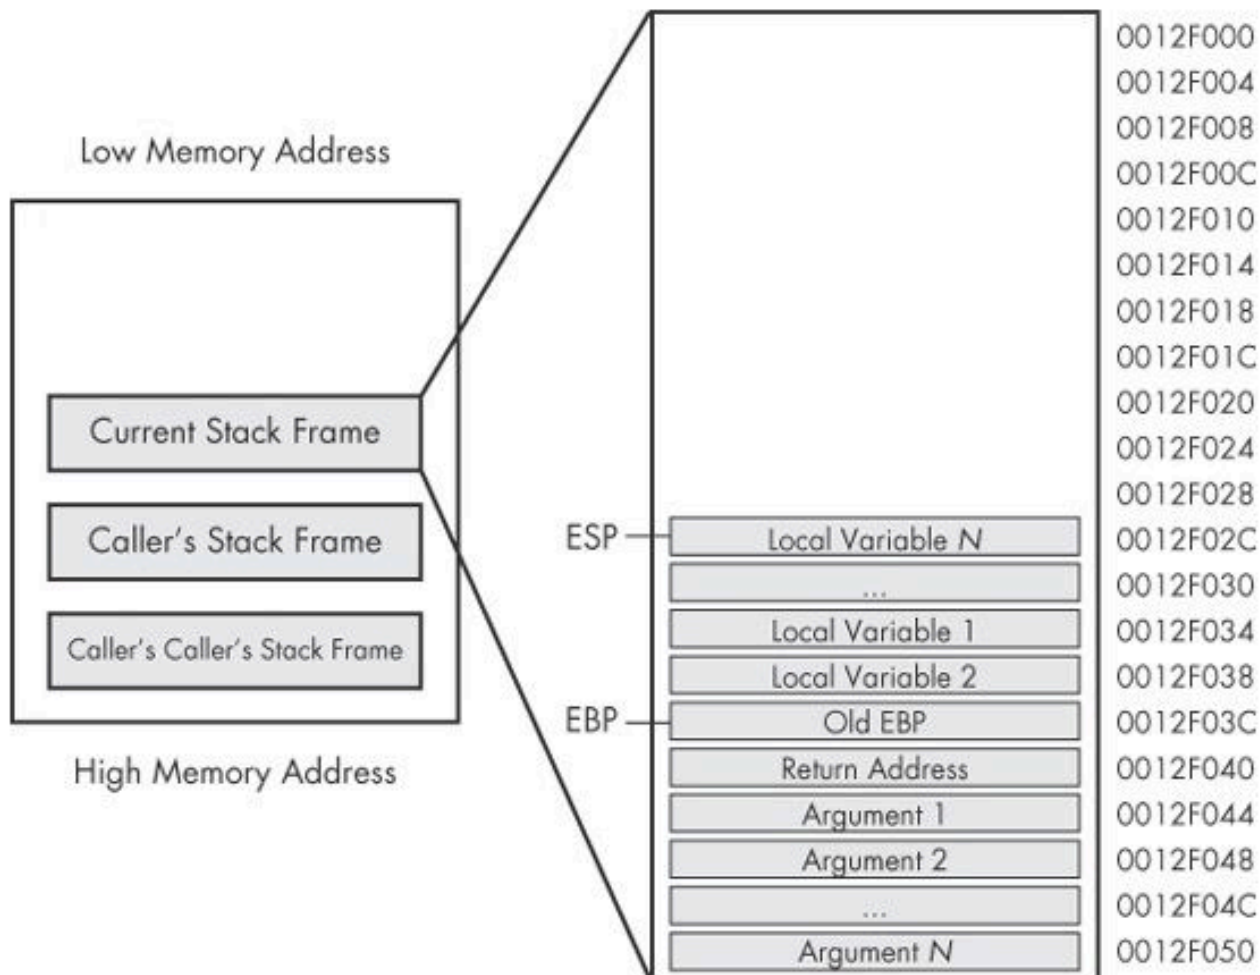 Low Memory Address
Current Stack Frame
Caller's Stack Frame
Caller's Caller's Stack Frame
High Memory Address
0012F000
0012F004
0012F008
0012F00C
0012F010
0012F014
0012F018
0012F01C
0012F020
0012F024
0012F028
ESP Local Variable N 0012F02C
... 0012F030
Local Variable 1 0012F034
Local Variable 2 0012F038
EBP Old EBP 0012F03C
Return Address 0012F040
Argument 1 0012F044
Argument 2 0012F048
... 0012F04C
Argument N 0012F050